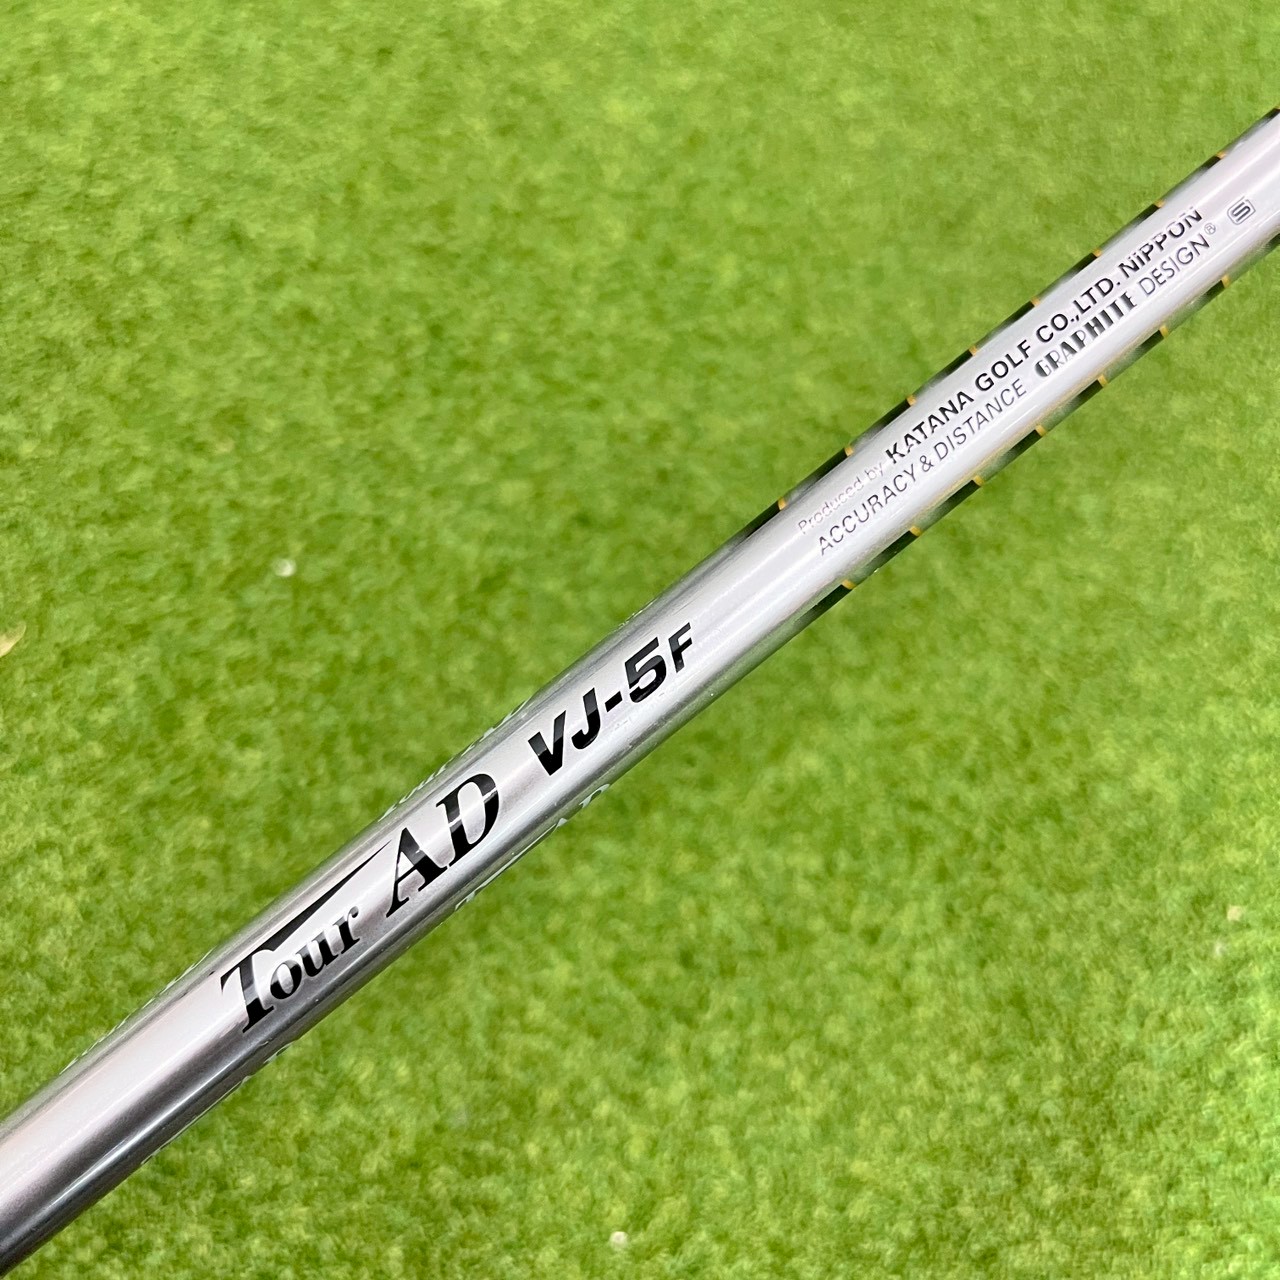 Tour AD VJ-5F
Produced by KATANA GOLF CO.,LTD. NIPPON
ACCURACY & DISTANCE GRAPHITE DESIGN® S